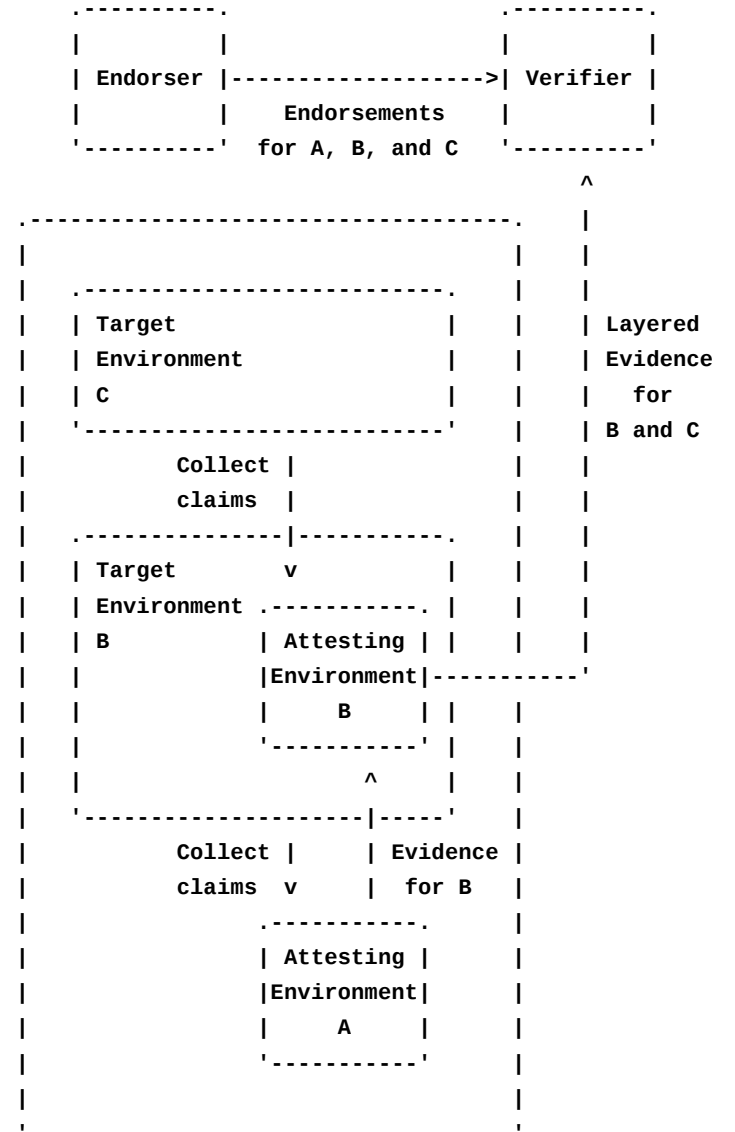 .----------.                    .----------.
|          |                    |          |
| Endorser |------------------->| Verifier |
|          |    Endorsements    |          |
'----------'  for A, B, and C   '----------'
                                      ^
.------------------------------------.    |
|                                    |    |
|   .---------------------------.    |    |
|   | Target                    |    |    | Layered
|   | Environment               |    |    | Evidence
|   | C                         |    |    |   for
|   '---------------------------'    |    | B and C
|           Collect |                |    |
|           claims  |                |    |
|   .---------------|-----------.    |    |
|   | Target        v           |    |    |
|   | Environment .-----------. |    |    |
|   | B           | Attesting | |    |    |
|   |             |Environment|-----------'
|   |             |     B     | |    |
|   |             '-----------' |    |
|   |                     ^     |    |
|   '---------------------|-----'    |
|           Collect |     | Evidence |
|           claims  v     |  for B   |
|                 .-----------.      |
|                 | Attesting |      |
|                 |Environment|      |
|                 |     A     |      |
|                 '-----------'      |
|                                    |
'                                    '